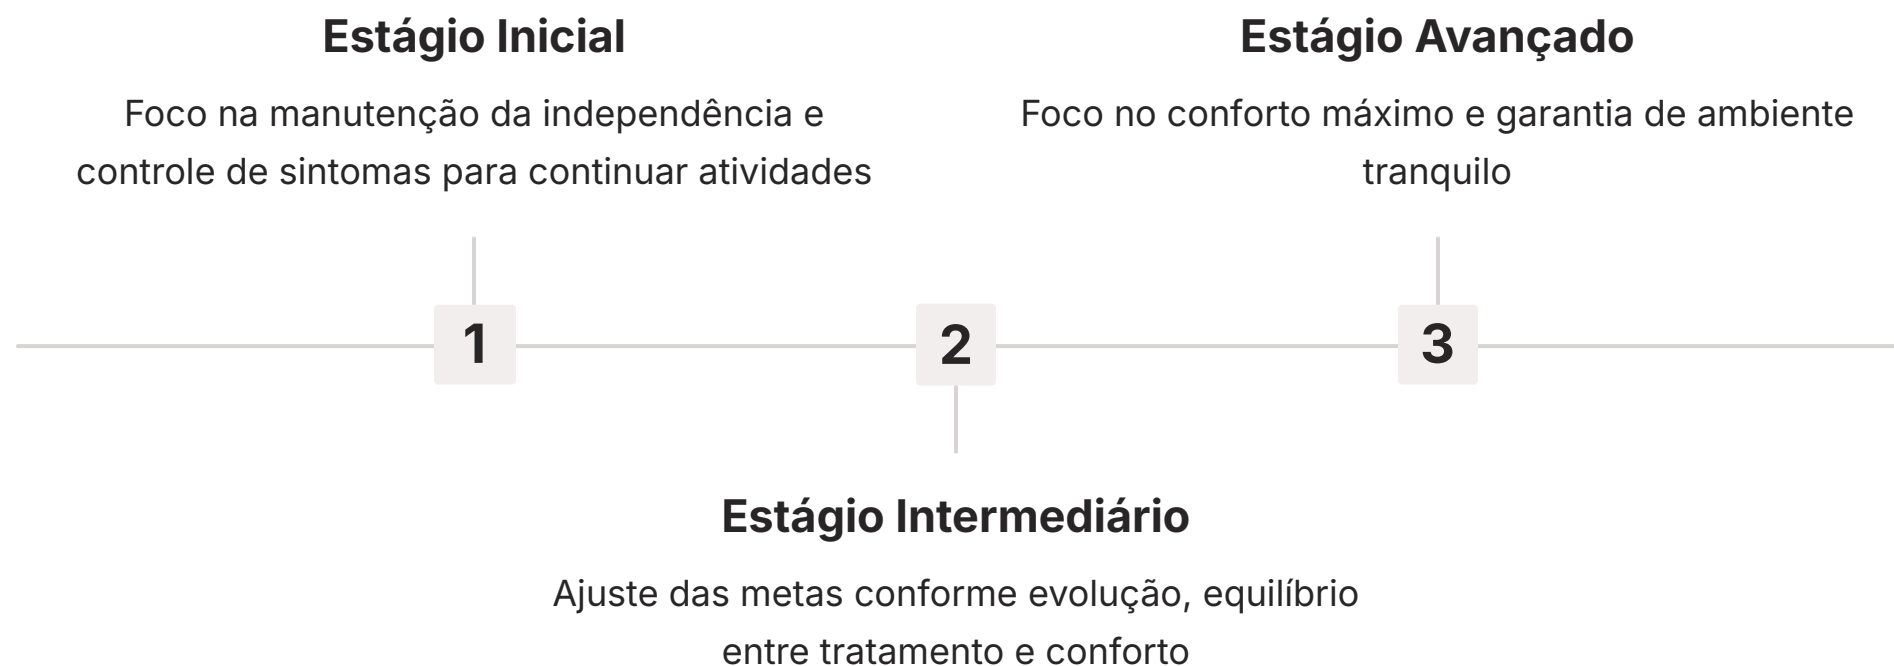 Estágio Inicial
Foco na manutenção da independência e
controle de sintomas para continuar atividades
Estágio Avançado
Foco no conforto máximo e garantia de ambiente
tranquilo
1
2
3
Estágio Intermediário
Ajuste das metas conforme evolução, equilíbrio
entre tratamento e conforto